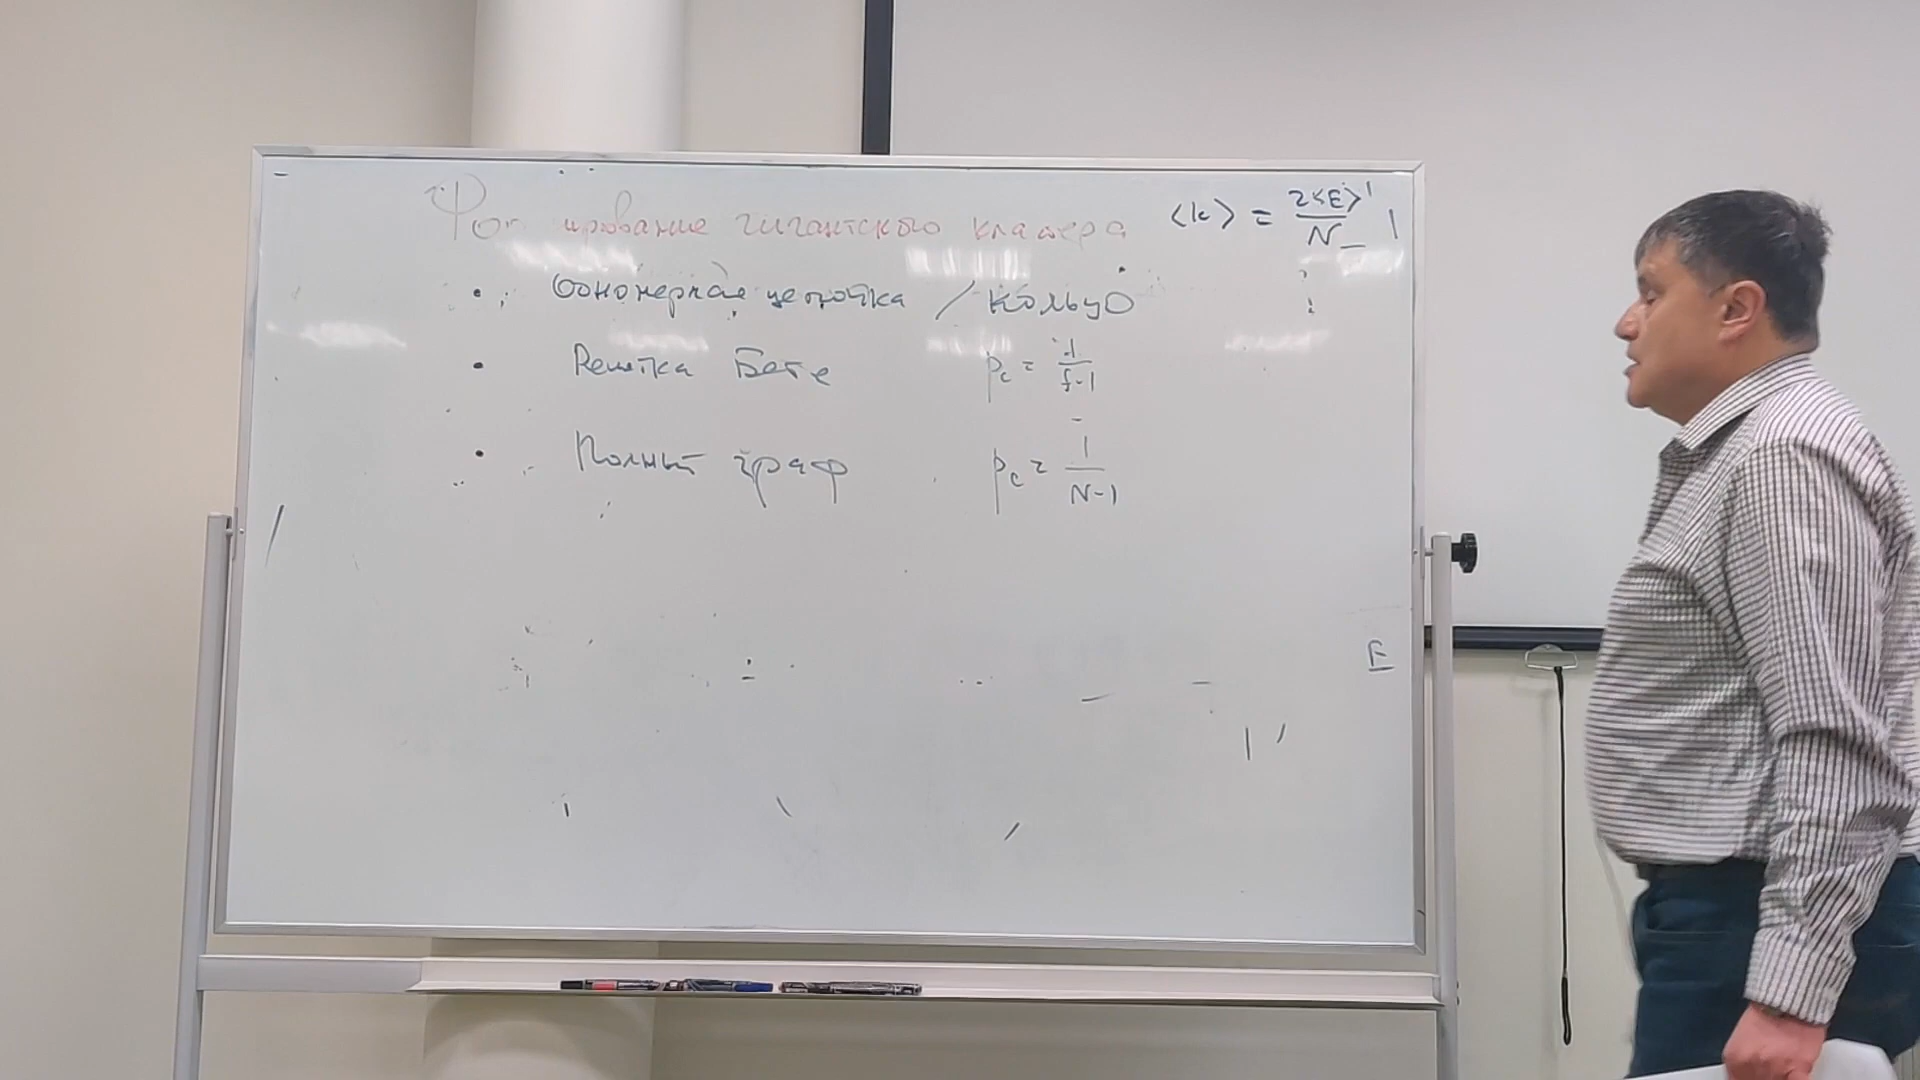 Формирование гигантского кластера <k> = 2<E> / N
• Одномерная цепочка / кольцо
• Решетка Бете p_c = 1 / f-1
• Полный граф p_c = 1 / N-1
E